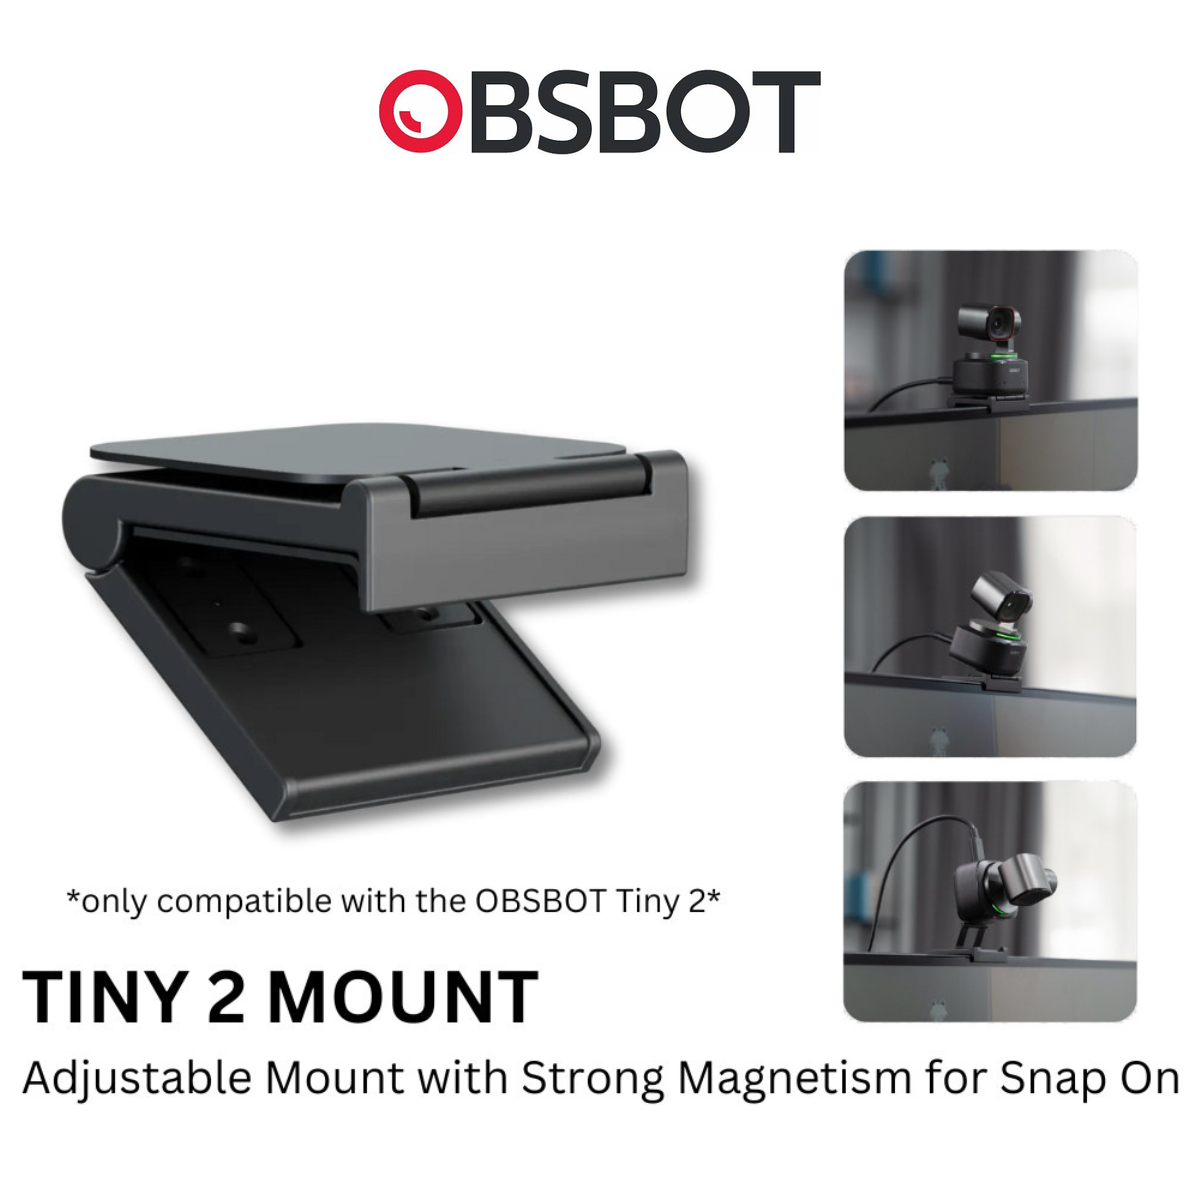 OBSBOT
*only compatible with the OBSBOT Tiny 2*
TINY 2 MOUNT
Adjustable Mount with Strong Magnetism for Snap On